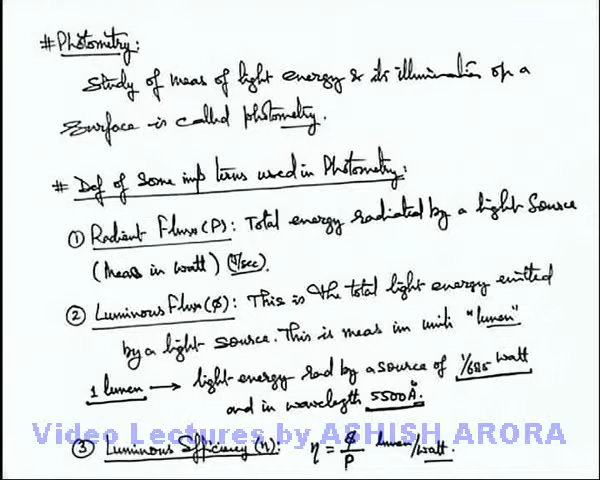 # Photometry:
Study of meas of light energy & its illumination of a
surface is called photometry.
# Def of some imp terms used in Photometry:
① Radient Flux (P): Total energy radiated by a light Source
(Meas in watt) (J/sec).
② Luminous Flux (φ): This is the total light energy emitted
by a light source. This is meas in unit "lumen"
1 lumen → light energy rad by a source of 1/685 watt
and in wavelegth 5500 Å.
③ Luminous Efficiency (η): η = φ/P lumen/watt.
Video Lectures by ASHISH ARORA